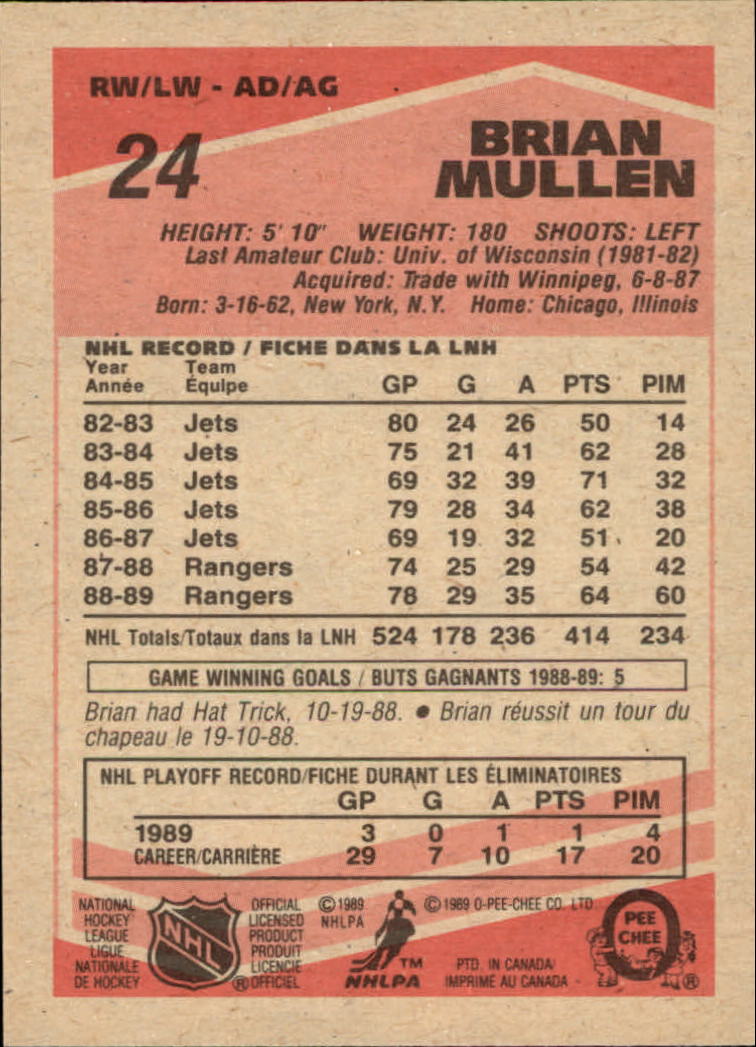 RW/LW - AD/AG
24
BRIAN
MULLEN
HEIGHT: 5' 10" WEIGHT: 180 SHOOTS: LEFT
Last Amateur Club: Univ. of Wisconsin (1981-82)
Acquired: Trade with Winnipeg, 6-8-87
Born: 3-16-62, New York, N.Y. Home: Chicago, Illinois
NHL RECORD / FICHE DANS LA LNH
Year Team
Année Équipe GP G A PTS PIM
82-83 Jets 80 24 26 50 14
83-84 Jets 75 21 41 62 28
84-85 Jets 69 32 39 71 32
85-86 Jets 79 28 34 62 38
86-87 Jets 69 19 32 51 20
87-88 Rangers 74 25 29 54 42
88-89 Rangers 78 29 35 64 60
NHL Totals/Totaux dans la LNH 524 178 236 414 234
GAME WINNING GOALS / BUTS GAGNANTS 1988-89: 5
Brian had Hat Trick, 10-19-88. ● Brian réussit un tour du
chapeau le 19-10-88.
NHL PLAYOFF RECORD/FICHE DURANT LES ÉLIMINATOIRES
GP G A PTS PIM
1989 3 0 1 1 4
CAREER/CARRIÈRE 29 7 10 17 20
NATIONAL
HOCKEY
LEAGUE
LIGUE
NATIONALE
DE HOCKEY
NHL
OFFICIAL
LICENSED
PRODUCT
PRODUIT
LICENCIE
® OFFICIEL
© 1989
NHLPA
TM
NHLPA
© 1989 O-PEE-CHEE CO. LTD.
PTD. IN CANADA
IMPRIMÉ AU CANADA
PEE
CHEE
®